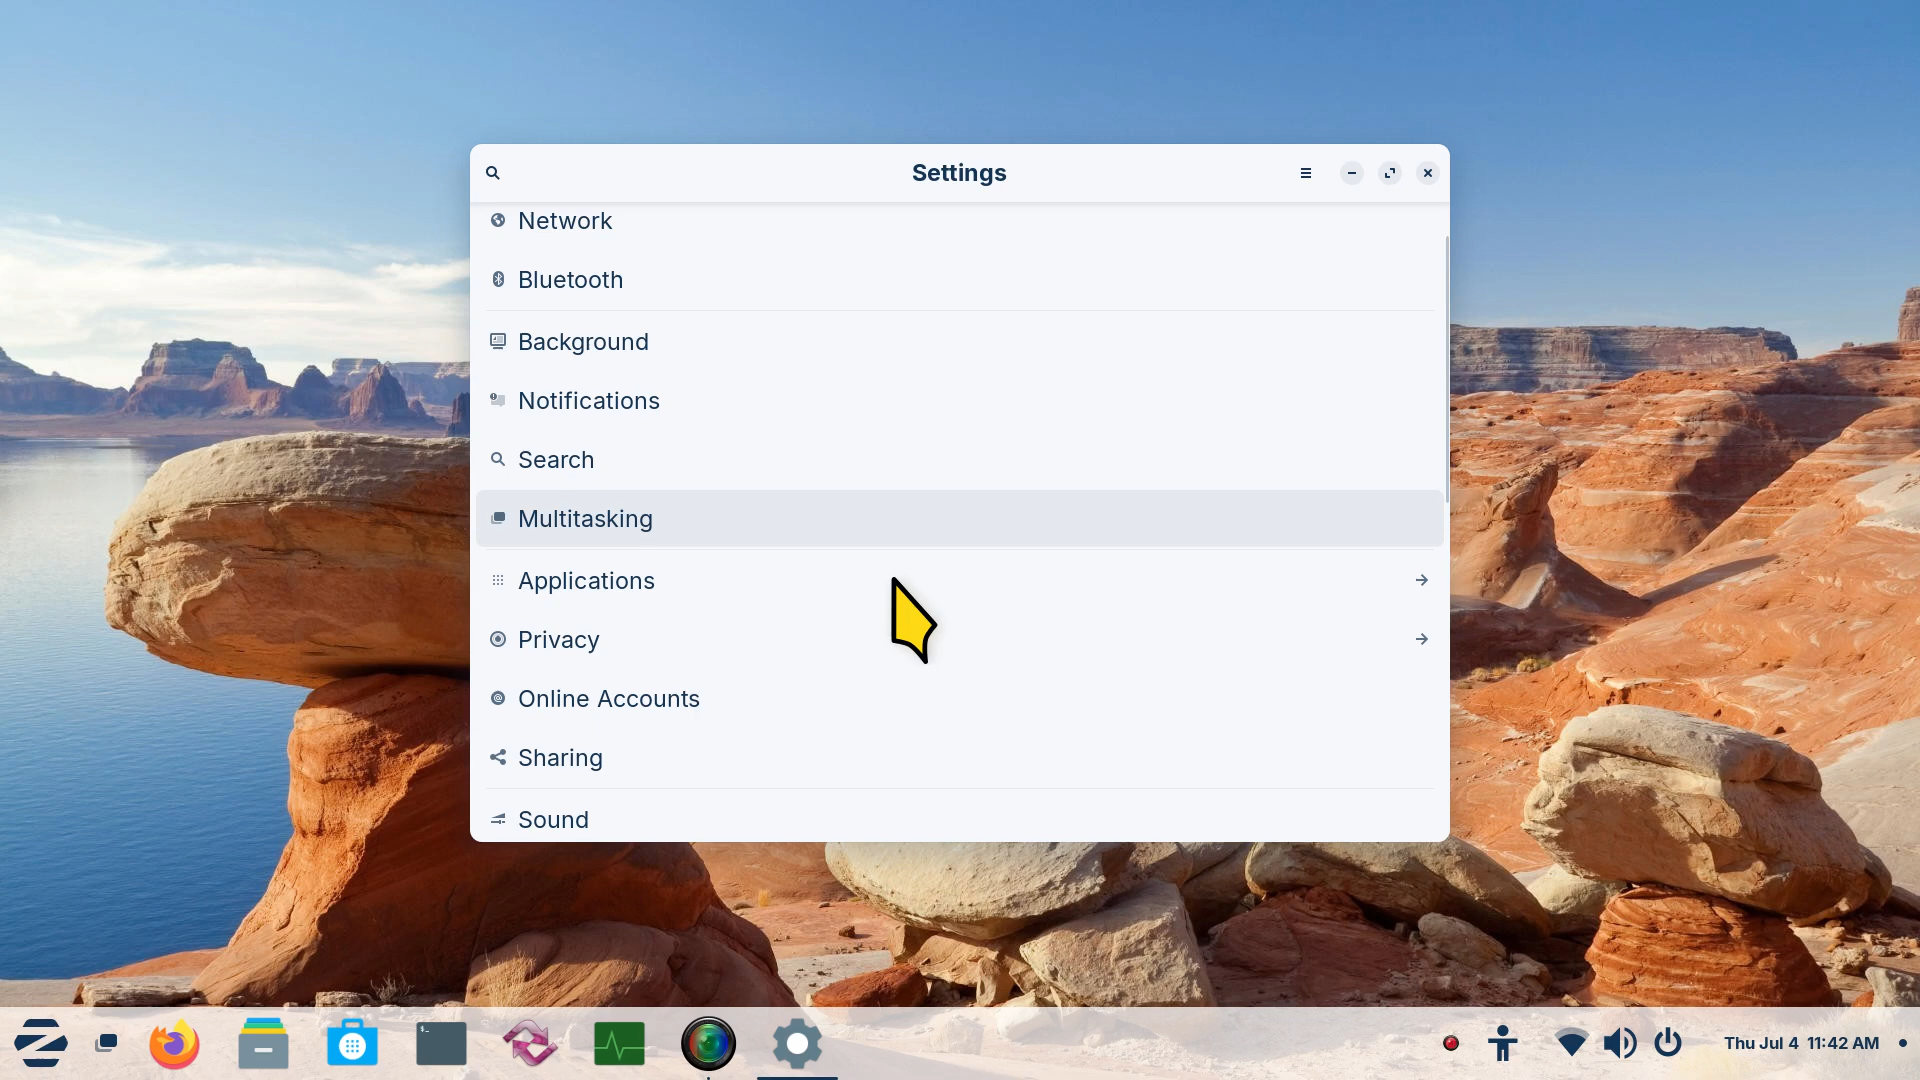 Settings
Network
Bluetooth
Background
Notifications
Search
Multitasking
Applications
Privacy
Online Accounts
Sharing
Sound
Thu Jul 4 11:42 AM